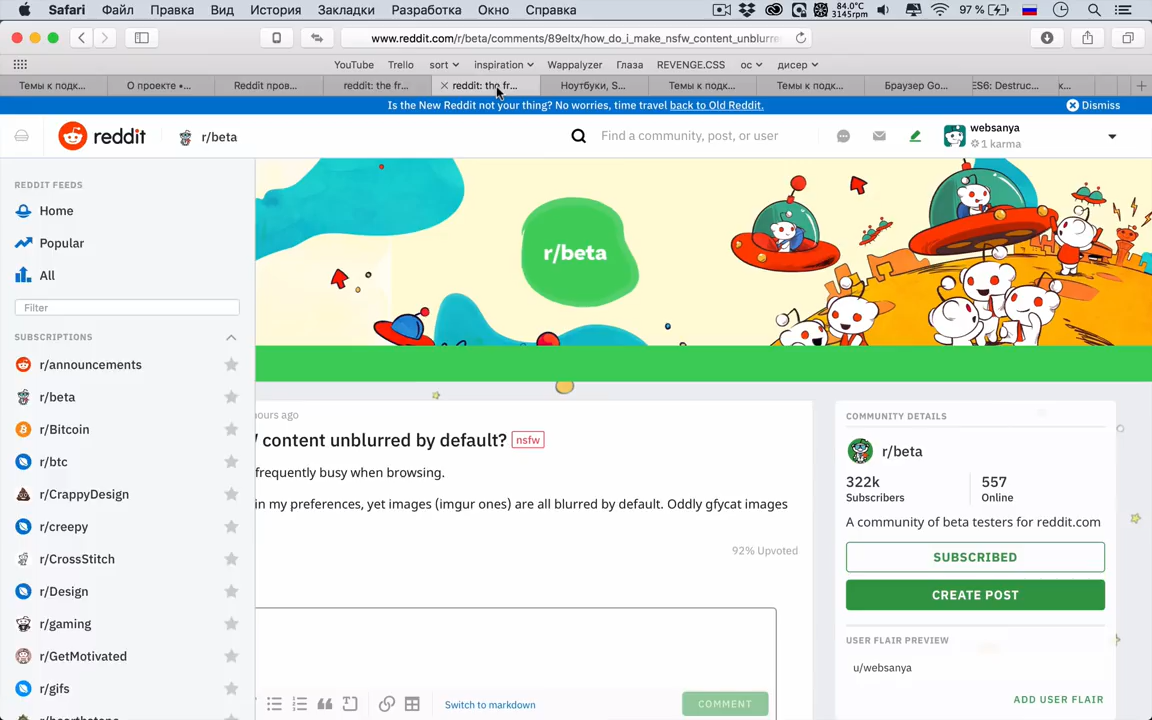 Safari Файл Правка Вид История Закладки Разработка Окно Справка 84.0°C 3145rpm 97 %
www.reddit.com/r/beta/comments/89eltx/how_do_i_make_nsfw_content_unblurre
YouTube Trello sort inspiration Wappalyzer Глаза REVENGE.CSS ос дисер
Темы к подк... О проекте •... Reddit пров... reddit: the fr... reddit: the fr... Ноутбуки, S... Темы к подк... Темы к подк... Браузер Go... ES6: Destruc... к...
Is the New Reddit not your thing? No worries, time travel back to Old Reddit. Dismiss
reddit r/beta Find a community, post, or user websanya
1 karma
REDDIT FEEDS
Home
Popular
All
Filter
SUBSCRIPTIONS
r/announcements
r/beta
r/Bitcoin
r/btc
r/CrappyDesign
r/creepy
r/CrossStitch
r/Design
r/gaming
r/GetMotivated
r/gifs
r/beta
hours ago
content unblurred by default? nsfw
frequently busy when browsing.
in my preferences, yet images (imgur ones) are all blurred by default. Oddly gfycat images
92% Upvoted
Switch to markdown COMMENT
COMMUNITY DETAILS
r/beta
322k 557
Subscribers Online
A community of beta testers for reddit.com
SUBSCRIBED
CREATE POST
USER FLAIR PREVIEW
u/websanya
ADD USER FLAIR